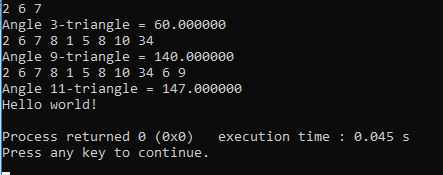 2 6 7
Angle 3-triangle = 60.000000
2 6 7 8 1 5 8 10 34
Angle 9-triangle = 140.000000
2 6 7 8 1 5 8 10 34 6 9
Angle 11-triangle = 147.000000
Hello world!
Process returned 0 (0x0)   execution time : 0.045 s
Press any key to continue.